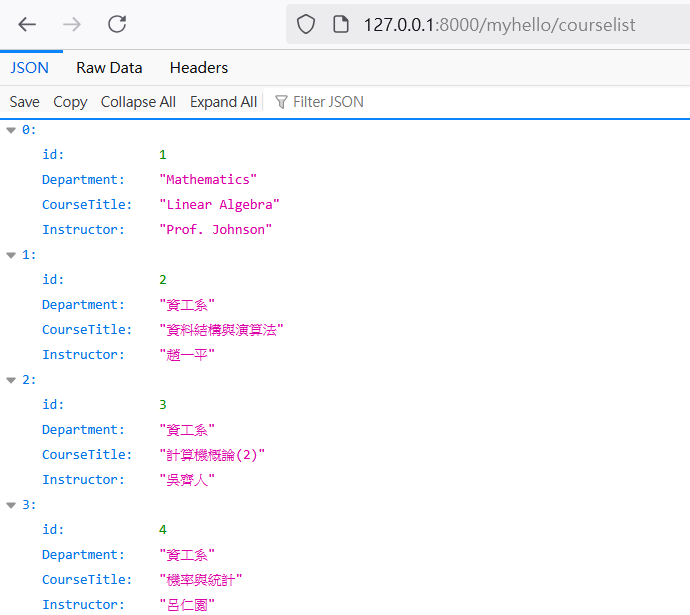 127.0.0.1:8000/myhello/courselist
JSON Raw Data Headers
Save Copy Collapse All Expand All Filter JSON
0:
id: 1
Department: "Mathematics"
CourseTitle: "Linear Algebra"
Instructor: "Prof. Johnson"
1:
id: 2
Department: "資工系"
CourseTitle: "資料結構與演算法"
Instructor: "趙一平"
2:
id: 3
Department: "資工系"
CourseTitle: "計算機概論(2)"
Instructor: "吳齊人"
3:
id: 4
Department: "資工系"
CourseTitle: "機率與統計"
Instructor: "呂仁園"